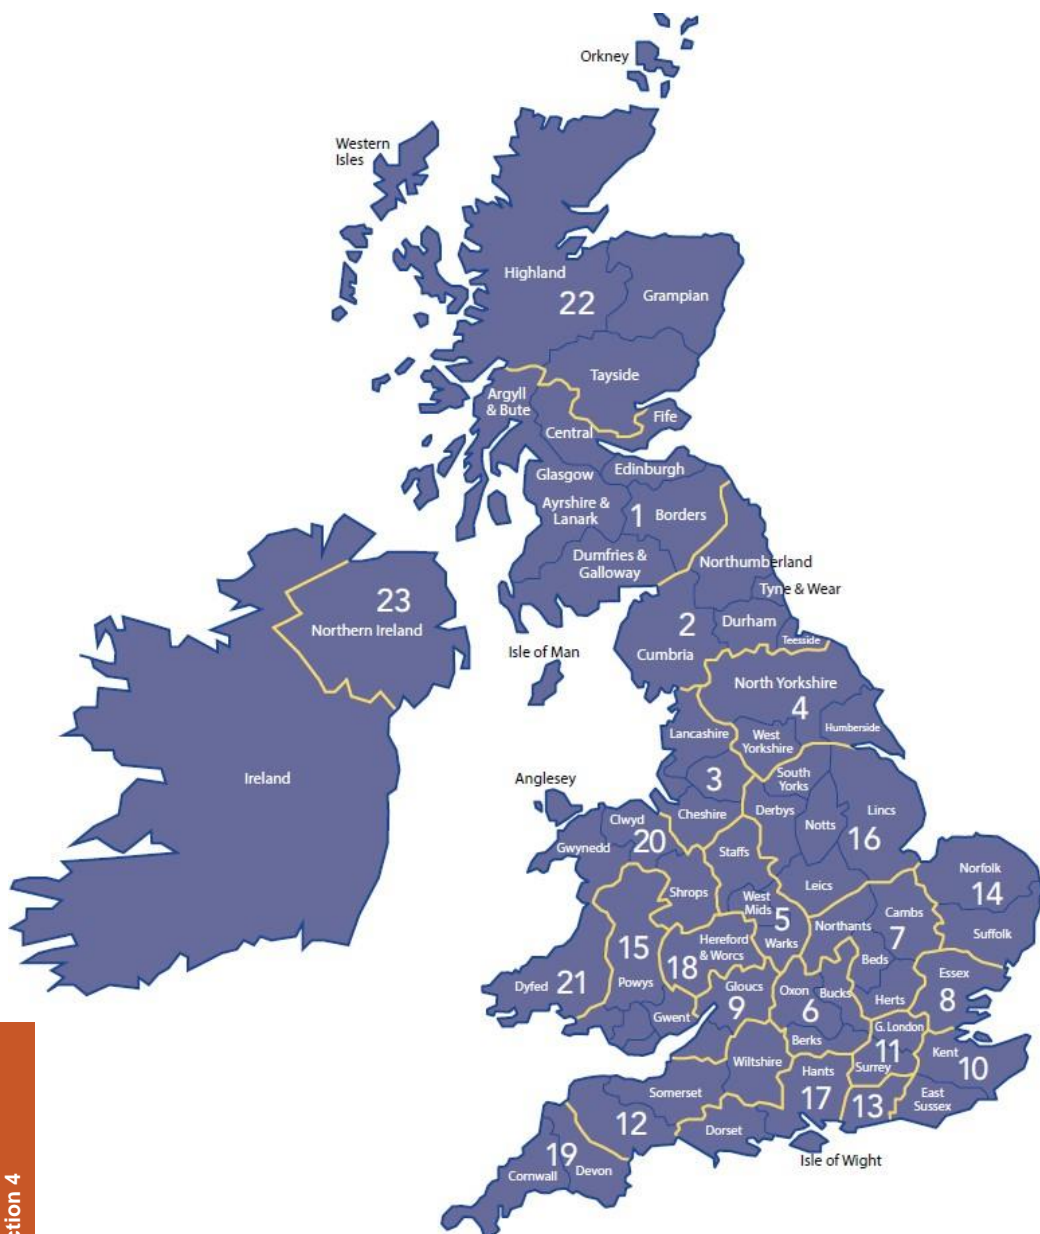 Orkney
Western
Isles
Highland
22
Grampian
Tayside
Argyll
& Bute
Fife
Central
Edinburgh
Glasgow
Ayrshire &
Lanark
1
Borders
Dumfries &
Galloway
Northumberland
Tyne & Wear
23
Northern Ireland
2
Durham
Teesside
Isle of Man
Cumbria
North Yorkshire
4
Humberside
Lancashire
West
Yorkshire
Ireland
Anglesey
3
South
Yorks
Cheshire
Derbys
Lincs
Clwyd
20
Notts
16
Gwynedd
Staffs
Norfolk
14
Shrops
Leics
West
Mids
5
Cambs
Northants
7
Suffolk
Warks
Hereford
& Worcs
15
18
Beds
Essex
8
Dyfed
21
Powys
Gloucs
9
Oxon
Bucks
6
Herts
Gwent
G. London
11
Berks
Kent
10
Wiltshire
Hants
Surrey
Somerset
17
13
East
Sussex
12
Dorset
Isle of Wight
19
Cornwall
Devon
ction 4